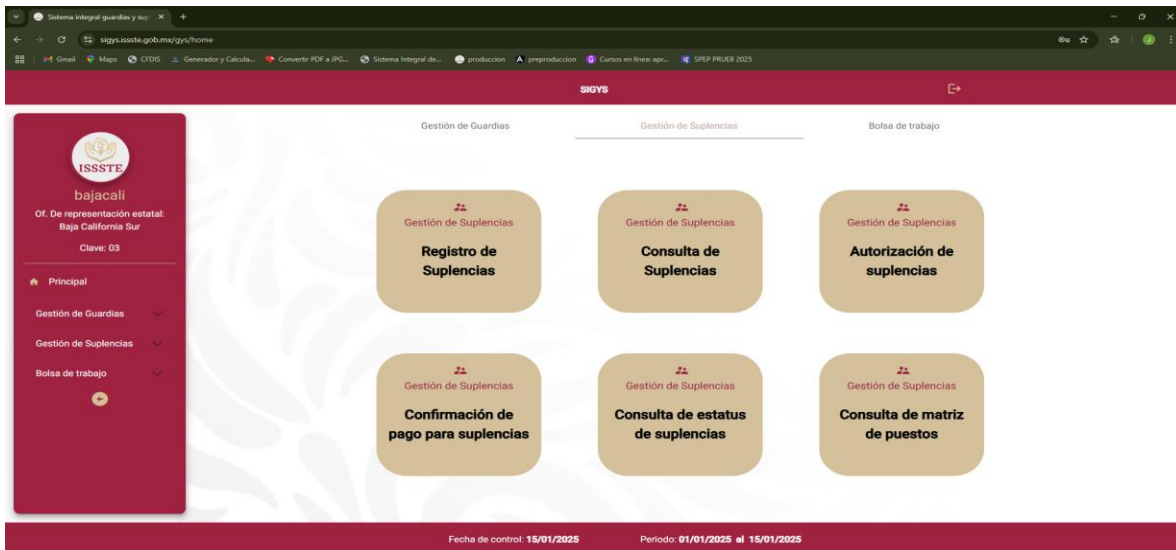 Sistema integral guardias y sup
sigys.issste.gob.mx/gys/home
Gmail Maps CFDIS Generador y Calcula... Convertir PDF a JPG... Sistema Integral de... produccion preproduccion Cursos en línea: apr... SPEP PRUEB 2025
SIGYS
ISSSTE
bajacali
Of. De representación estatal:
Baja California Sur
Clave: 03
Principal
Gestión de Guardias
Gestión de Suplencias
Bolsa de trabajo
Gestión de Guardias Gestión de Suplencias Bolsa de trabajo
Gestión de Suplencias
Registro de
Suplencias
Gestión de Suplencias
Consulta de
Suplencias
Gestión de Suplencias
Autorización de
suplencias
Gestión de Suplencias
Confirmación de
pago para suplencias
Gestión de Suplencias
Consulta de estatus
de suplencias
Gestión de Suplencias
Consulta de matriz
de puestos
Fecha de control: 15/01/2025 Periodo: 01/01/2025 al 15/01/2025